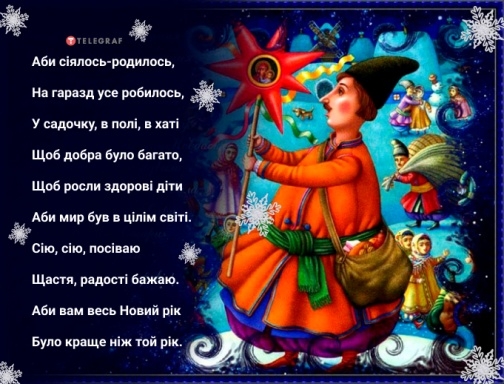 TELEGRAF
Аби сіялось-родилось,
На гаразд усе робилось,
У садочку, в полі, в хаті
Щоб добра було багато,
Щоб росли здорові діти
Аби мир був в цілім світі.
Сію, сію, посіваю
Щастя, радості бажаю.
Аби вам весь Новий рік
Було краще ніж той рік.